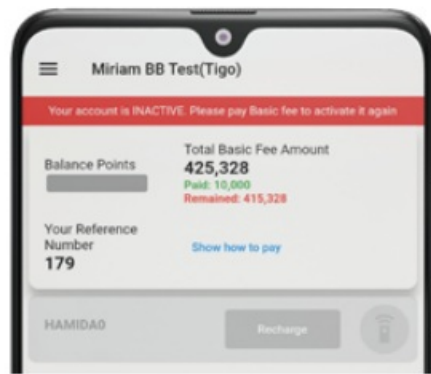 Miriam BB Test(Tigo)
Your account is INACTIVE. Please pay Basic fee to activate it again
Balance Points
Total Basic Fee Amount
425,328
Paid: 10,000
Remained: 415,328
Your Reference
Number
179
Show how to pay
HAMIDA0
Recharge